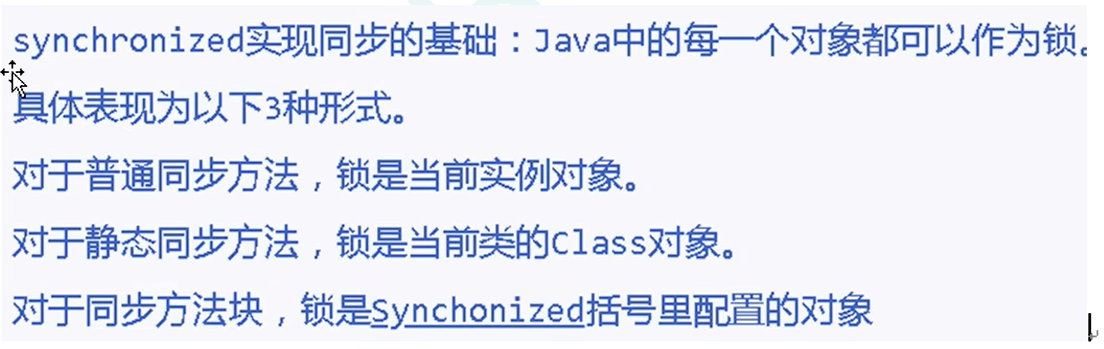 synchronized实现同步的基础：Java中的每一个对象都可以作为锁。
具体表现为以下3种形式。
对于普通同步方法，锁是当前实例对象。
对于静态同步方法，锁是当前类的Class对象。
对于同步方法块，锁是Synchonized括号里配置的对象